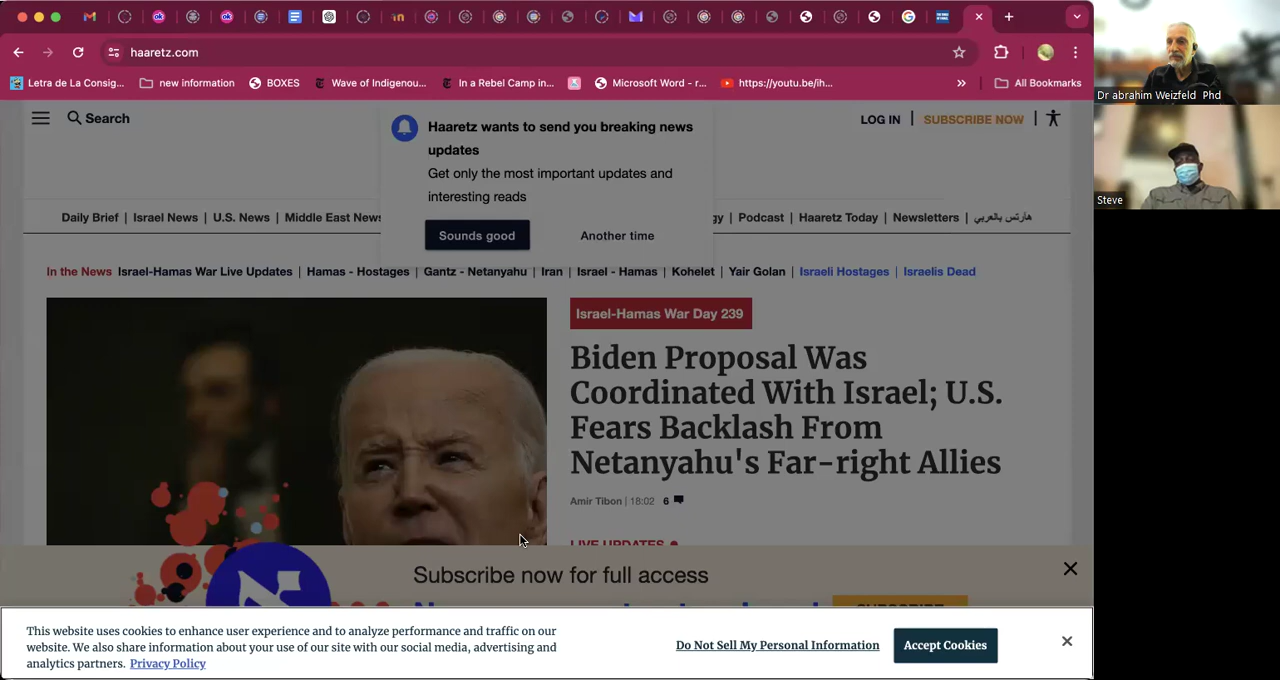 haaretz.com
Letra de La Consig...
new information
BOXES
Wave of Indigenou...
In a Rebel Camp in...
Microsoft Word - r...
https://youtu.be/ih...
»
All Bookmarks
Dr abrahim Weizfeld Phd
Steve
Search
Haaretz wants to send you breaking news
updates
Get only the most important updates and
interesting reads
Sounds good
Another time
LOG IN | SUBSCRIBE NOW |
Daily Brief | Israel News | U.S. News | Middle East News
Podcast | Haaretz Today | Newsletters | هآرتس بالعربي
In the News Israel-Hamas War Live Updates | Hamas - Hostages | Gantz - Netanyahu | Iran | Israel - Hamas | Kohelet | Yair Golan | Israeli Hostages | Israelis Dead
Israel-Hamas War Day 239
Biden Proposal Was
Coordinated With Israel; U.S.
Fears Backlash From
Netanyahu's Far-right Allies
Amir Tibon | 18:02 6
LIVE UPDATES
Subscribe now for full access
SUBSCRIBE
This website uses cookies to enhance user experience and to analyze performance and traffic on our
website. We also share information about your use of our site with our social media, advertising and
analytics partners. Privacy Policy
Do Not Sell My Personal Information
Accept Cookies